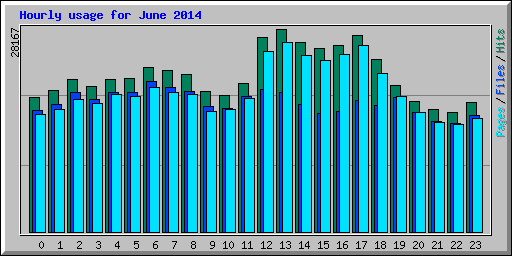 Hourly usage for June 2014
28167
Pages/Files/Hits
0 1 2 3 4 5 6 7 8 9 10 11 12 13 14 15 16 17 18 19 20 21 22 23